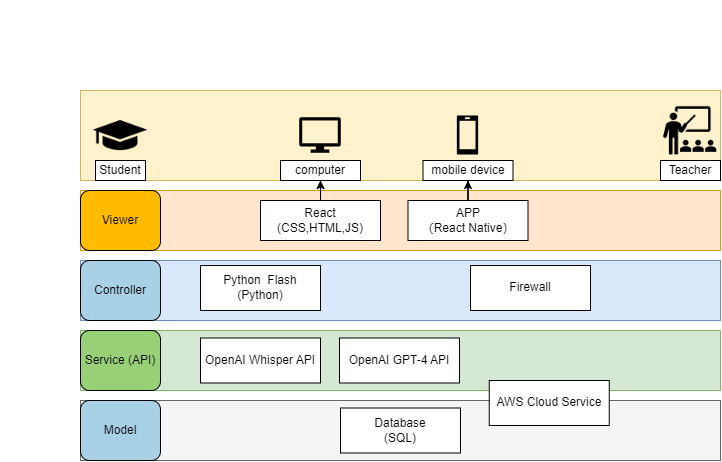 Student
computer
mobile device
Teacher
Viewer
React
(CSS,HTML,JS)
APP
(React Native)
Controller
Python Flash
(Python)
Firewall
Service (API)
OpenAI Whisper API
OpenAI GPT-4 API
AWS Cloud Service
Model
Database
(SQL)